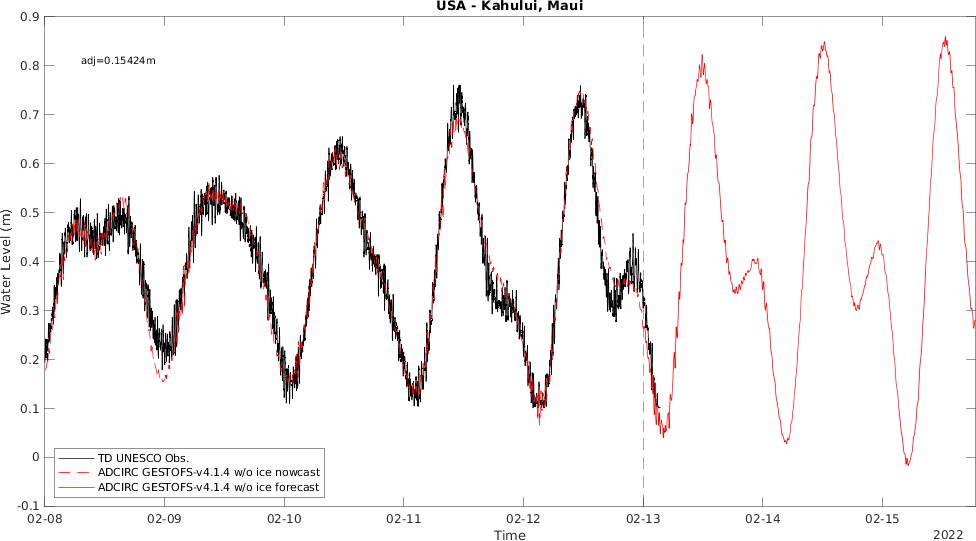 USA - Kahului, Maui
adj=0.15424m
0.9
0.8
0.7
0.6
0.5
0.4
0.3
0.2
0.1
0
-0.1
Water Level (m)
TD UNESCO Obs.
ADCIRC GESTOFS-v4.1.4 w/o ice nowcast
ADCIRC GESTOFS-v4.1.4 w/o ice forecast
02-08 02-09 02-10 02-11 02-12 02-13 02-14 02-15
Time
2022